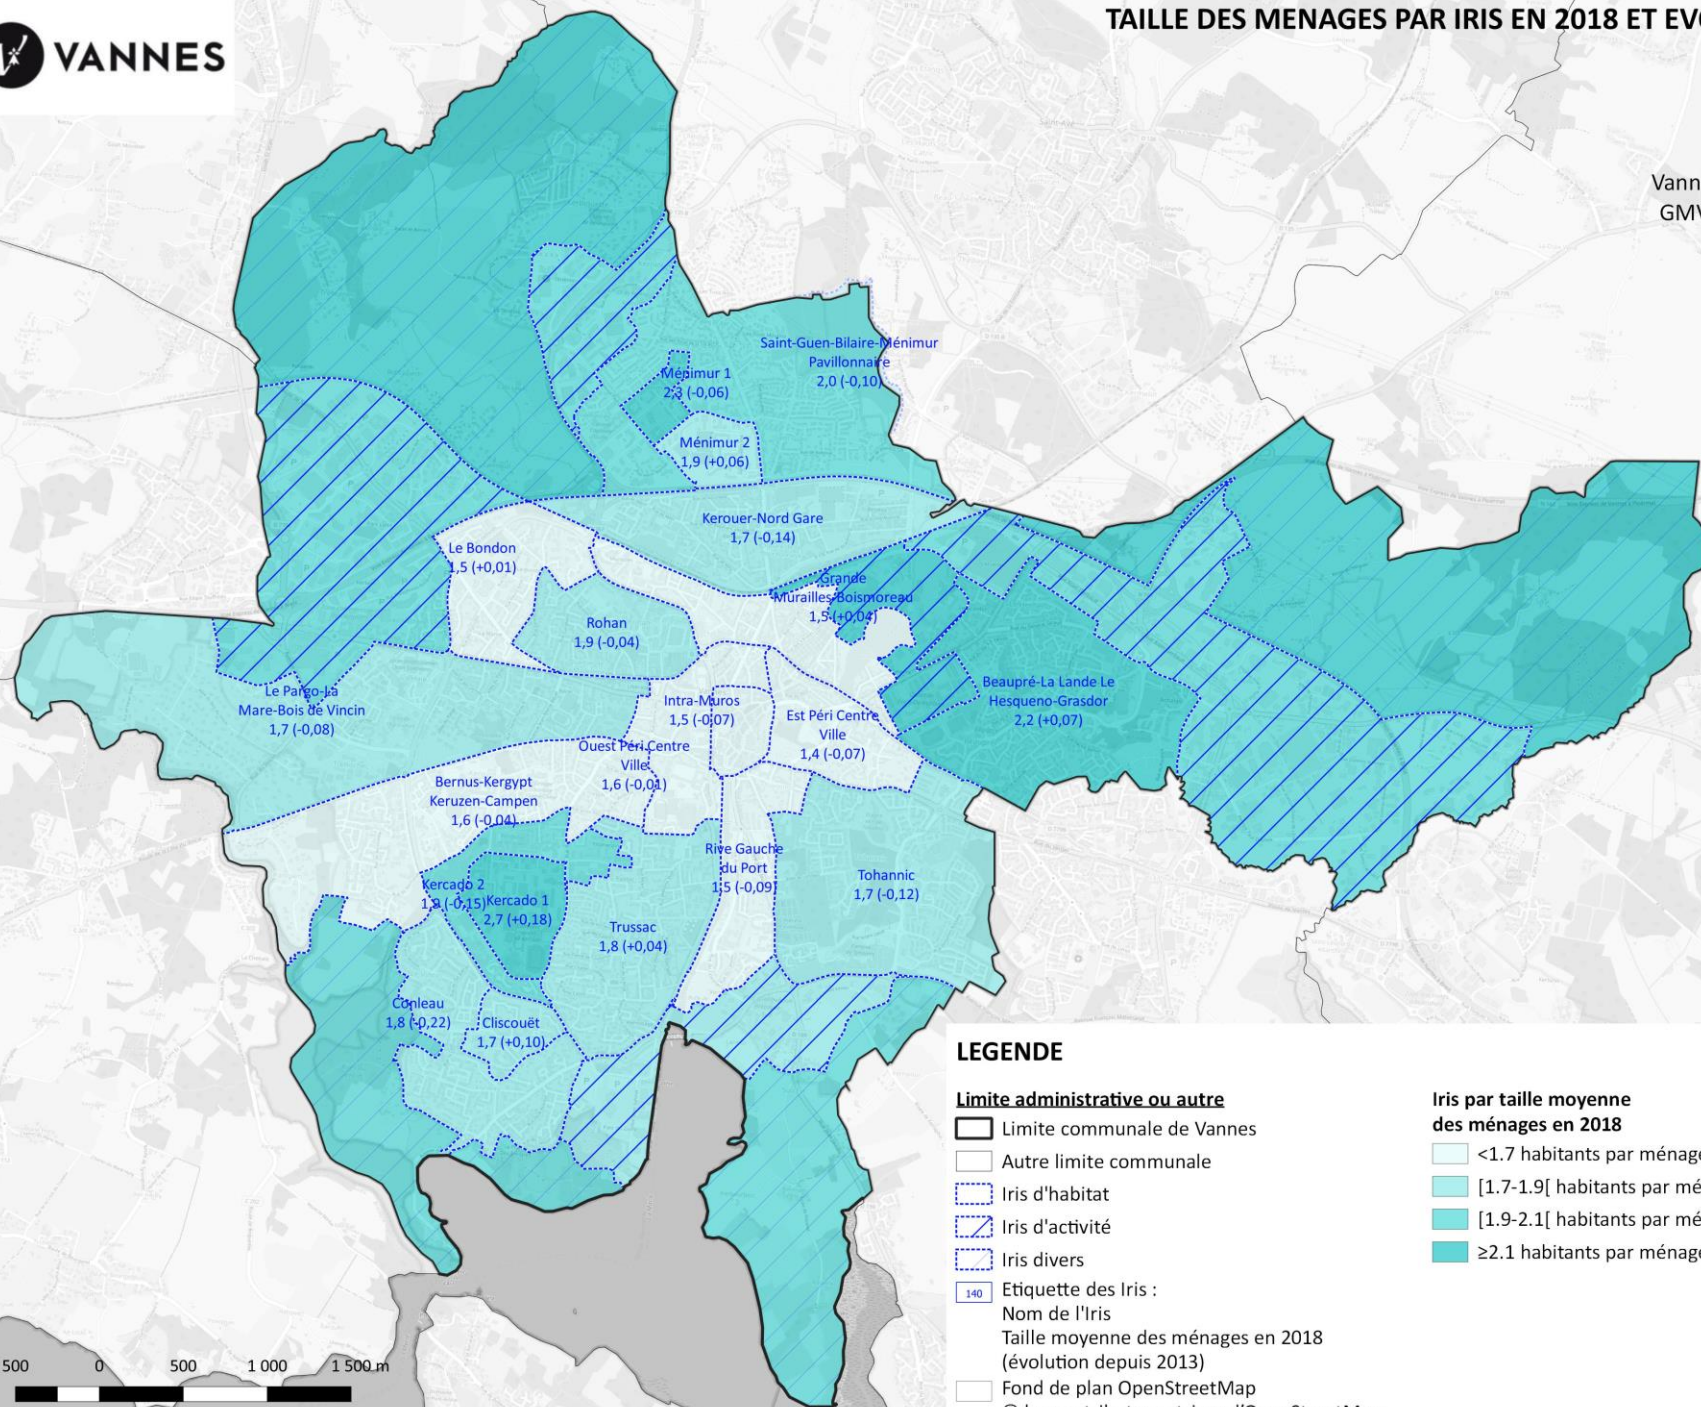 TAILLE DES MENAGES PAR IRIS EN 2018 ET
VANNES
Saint-Guen-Bilaire-Ménimur
Pavillonnaire
2,0 (-0,10)
Ménimur 1
2,3 (-0,06)
Ménimur 2
1,9 (+0,06)
Kerouer-Nord Gare
1,7 (-0,14)
Le Bondon
1,5 (+0,01)
Grande
Murailles-Boismoreau
1,5 (+0,04)
Rohan
1,9 (-0,04)
Le Pargo-La
Mare-Bois de Vincin
1,7 (-0,08)
Intra-Muros
1,5 (-0,07)
Est Péri Centre
Ville
1,4 (-0,07)
Beaupré-La Lande Le
Hesqueno-Grasdor
2,2 (+0,07)
Ouest Péri Centre
Ville
1,6 (-0,01)
Bernus-Kergypt
Keruzen-Campen
1,6 (-0,04)
Rive Gauche
du Port
1,5 (-0,09)
Tohannic
1,7 (-0,12)
Kercado 2
1,9 (-0,15)
Kercado 1
2,7 (+0,18)
Trussac
1,8 (+0,04)
Conleau
1,8 (-0,22)
Cliscouët
1,7 (+0,10)
LEGENDE
Limite administrative ou autre
Limite communale de Vannes
Autre limite communale
Iris d'habitat
Iris d'activité
Iris divers
140
Etiquette des Iris :
Nom de l'Iris
Taille moyenne des ménages en 2018
(évolution depuis 2013)
Fond de plan OpenStreetMap
Iris par taille moyenne
des ménages en 2018
<1.7 habitants par ménage
[1.7-1.9[ habitants par
[1.9-2.1[ habitants par
≥2.1 habitants par ménage
500 0 500 1 000 1 500 m